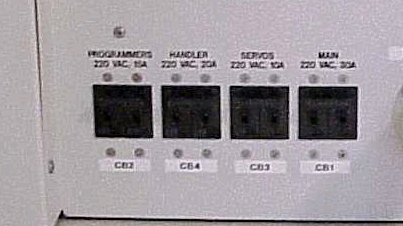 PROGRAMMERS
220 VAC, 15A
HANDLER
220 VAC, 20A
SERVOS
220 VAC, 10A
MAIN
220 VAC, 30A
CB2
CB4
CB3
CB1